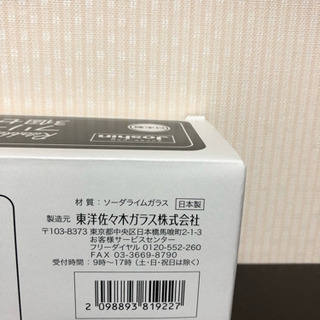 Joshin
3個セ
材 質：ソーダライムガラス 日本製
製造元 東洋佐々木ガラス株式会社
〒103-8373 東京都中央区日本橋馬喰町2-1-3
お客様サービスセンター
フリーダイヤル 0120-552-260
FAX 03-3669-8790
受付時間：9時〜17時（土・日・祝日は除く）
2 098893 819227